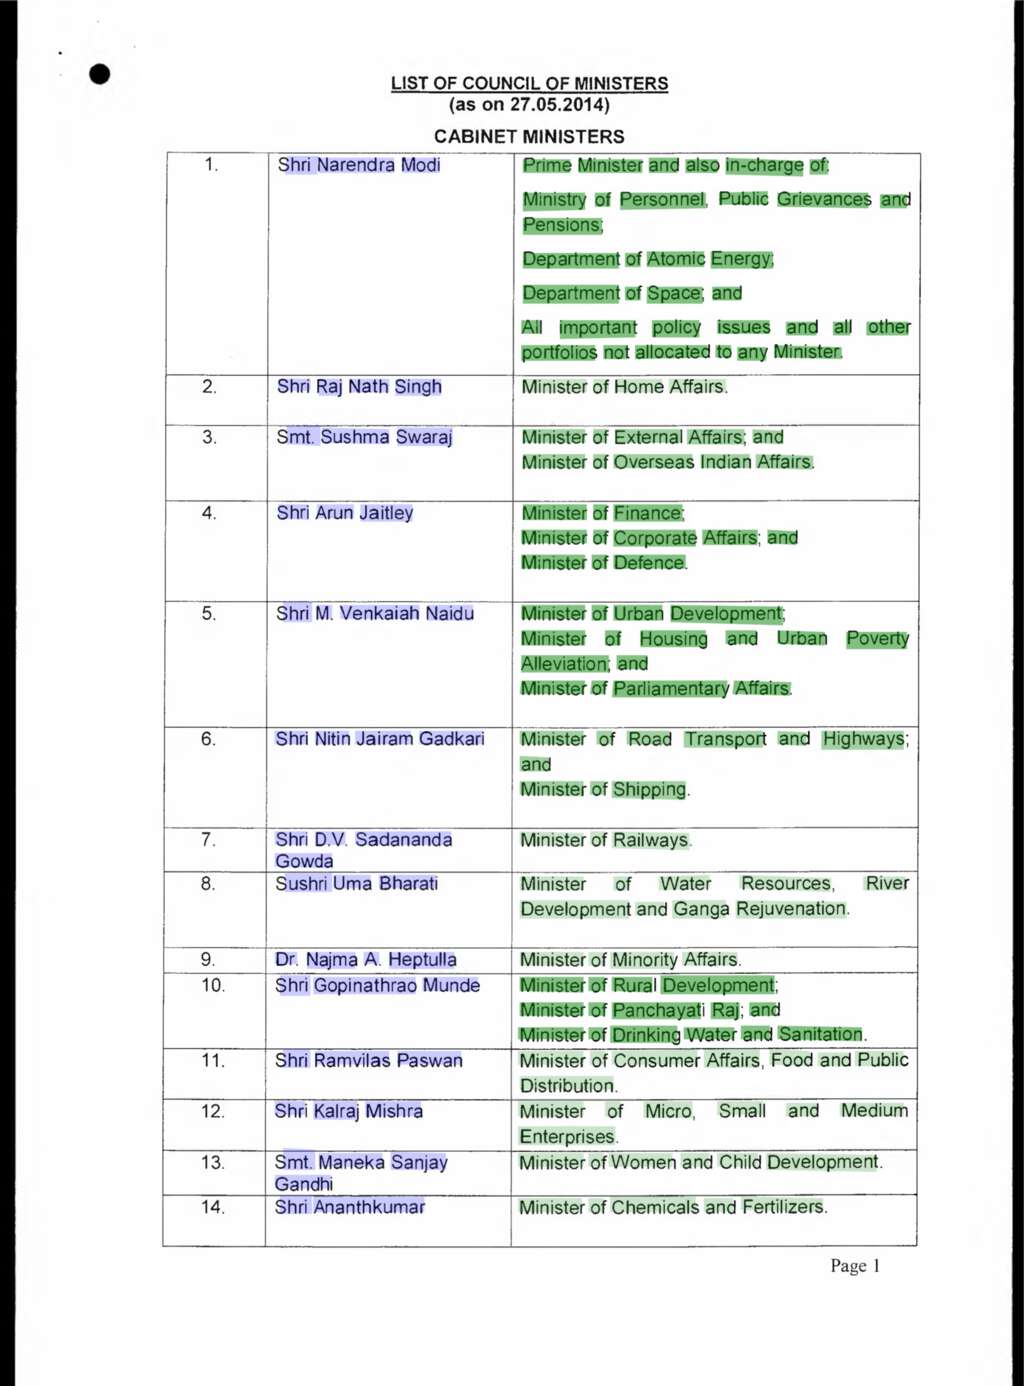 LIST OF COUNCIL OF MINISTERS
(as on 27.05.2014)
CABINET MINISTERS
1. Shri Narendra Modi Prime Minister and also in-charge of:
Ministry of Personnel, Public Grievances and
Pensions;
Department of Atomic Energy;
Department of Space; and
All important policy issues and all other
portfolios not allocated to any Minister.
2. Shri Raj Nath Singh Minister of Home Affairs.
3. Smt. Sushma Swaraj Minister of External Affairs; and
Minister of Overseas Indian Affairs.
4. Shri Arun Jaitley Minister of Finance;
Minister of Corporate Affairs; and
Minister of Defence.
5. Shri M. Venkaiah Naidu Minister of Urban Development;
Minister of Housing and Urban Poverty
Alleviation; and
Minister of Parliamentary Affairs.
6. Shri Nitin Jairam Gadkari Minister of Road Transport and Highways;
and
Minister of Shipping.
7. Shri D.V. Sadananda Minister of Railways.
Gowda
8. Sushri Uma Bharati Minister of Water Resources, River
Development and Ganga Rejuvenation.
9. Dr. Najma A. Heptulla Minister of Minority Affairs.
10. Shri Gopinathrao Munde Minister of Rural Development;
Minister of Panchayati Raj; and
Minister of Drinking Water and Sanitation.
11. Shri Ramvilas Paswan Minister of Consumer Affairs, Food and Public
Distribution.
12. Shri Kalraj Mishra Minister of Micro, Small and Medium
Enterprises.
13. Smt. Maneka Sanjay Minister of Women and Child Development.
Gandhi
14. Shri Ananthkumar Minister of Chemicals and Fertilizers.
Page 1